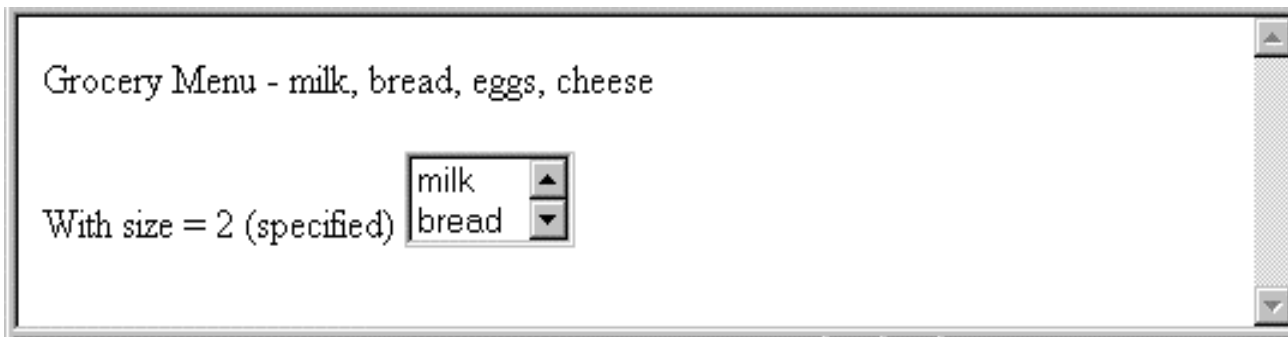 Grocery Menu - milk, bread, eggs, cheese
milk
With size = 2 (specified) bread